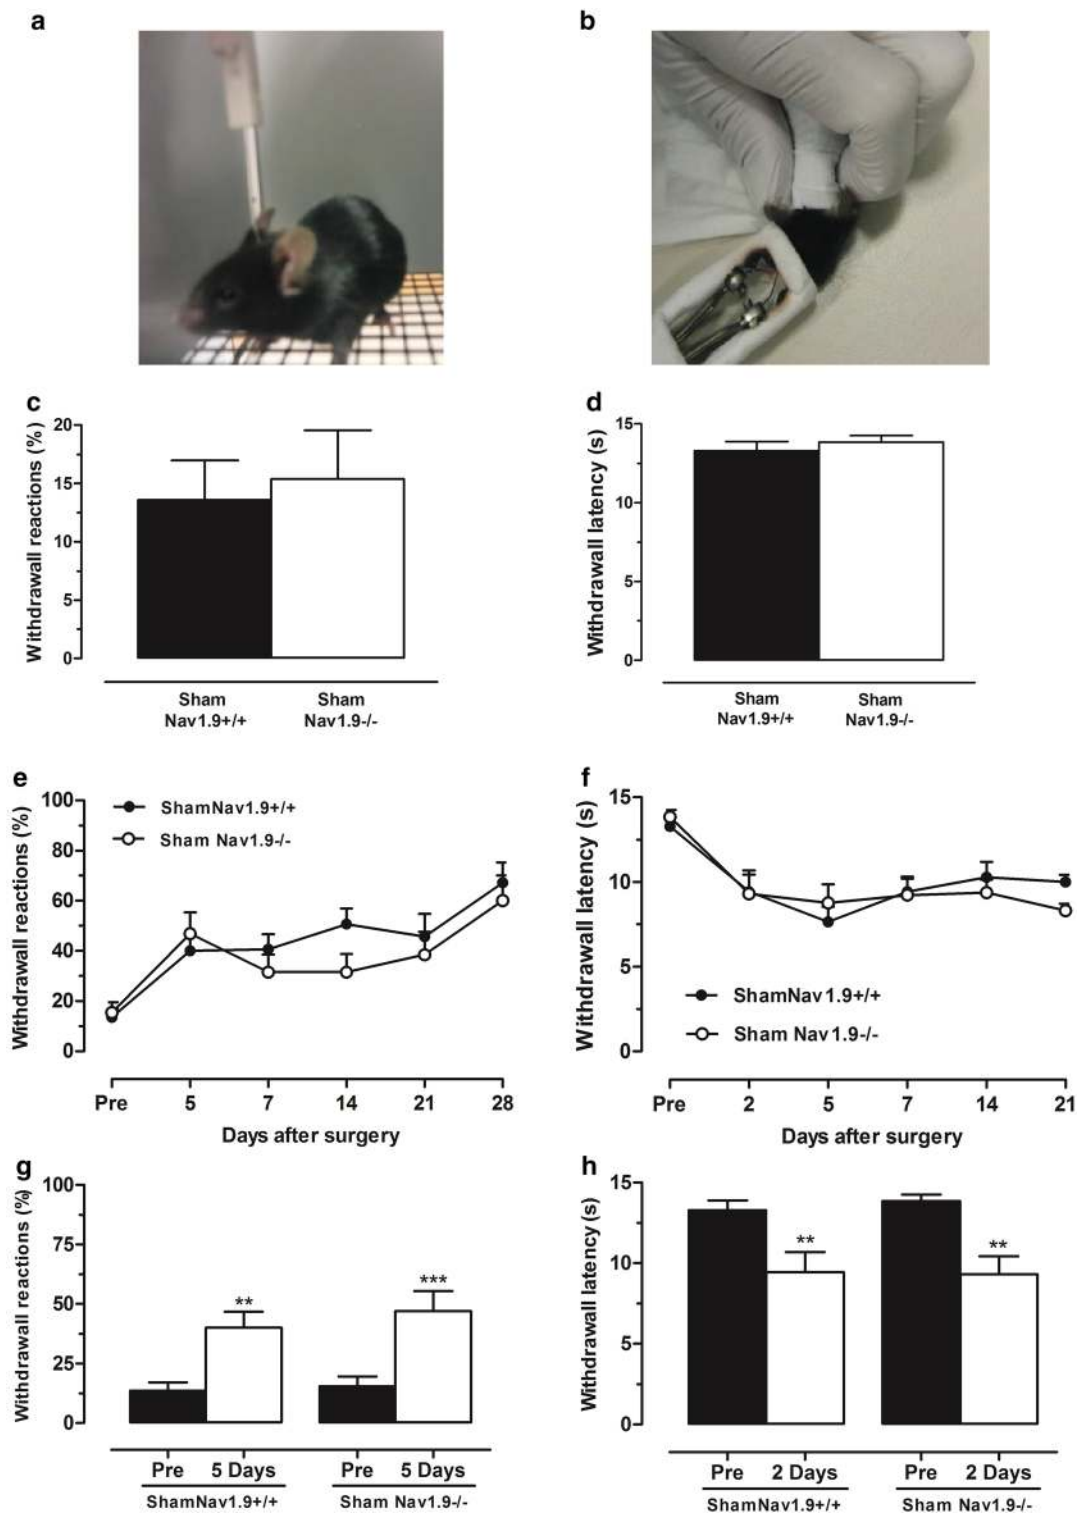 a
b
c
d
Withdrawall reactions (%)
20
15
10
5
0
Sham Nav1.9+/+
Sham Nav1.9-/-
Withdrawall latency (s)
15
10
5
0
Sham Nav1.9+/+
Sham Nav1.9-/-
e
f
Withdrawall reactions (%)
100
80
60
40
20
0
ShamNav1.9+/+
Sham Nav1.9-/-
Pre 5 7 14 21 28
Days after surgery
Withdrawall latency (s)
15
10
5
0
ShamNav1.9+/+
Sham Nav1.9-/-
Pre 2 5 7 14 21
Days after surgery
g
h
Withdrawall reactions (%)
100
75
50
25
0
**
***
Pre 5 Days Pre 5 Days
ShamNav1.9+/+ Sham Nav1.9-/-
Withdrawall latency (s)
15
10
5
0
**
**
Pre 2 Days Pre 2 Days
ShamNav1.9+/+ Sham Nav1.9-/-